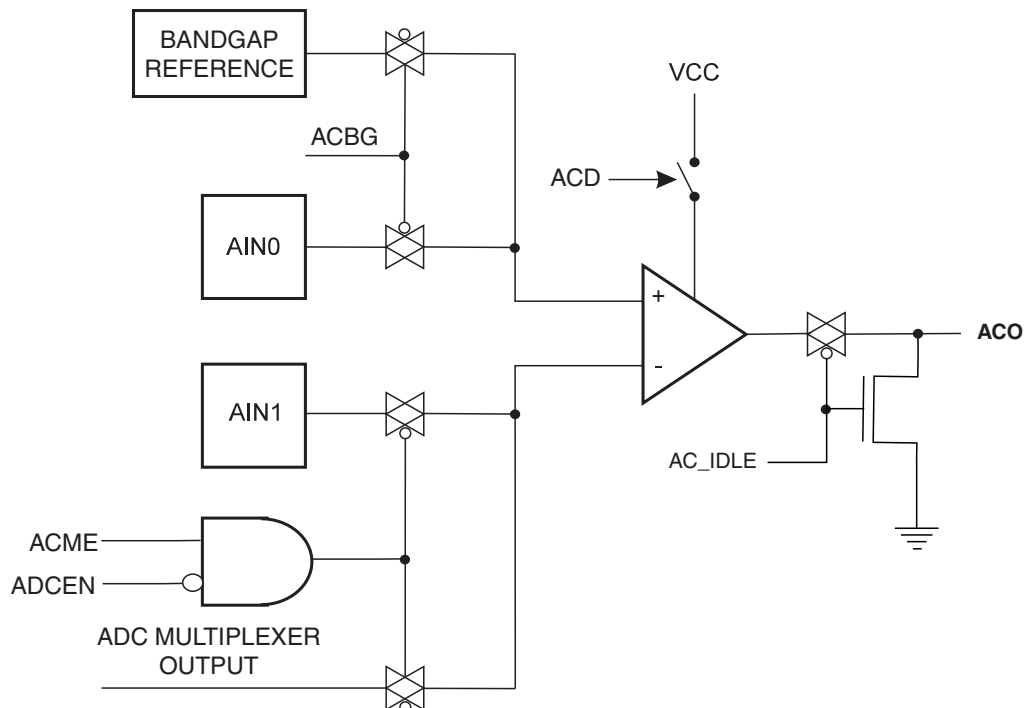 BANDGAP
REFERENCE
VCC
ACBG
ACD
AIN0
+
ACO
-
AIN1
AC_IDLE
ACME
ADCEN
ADC MULTIPLEXER
OUTPUT